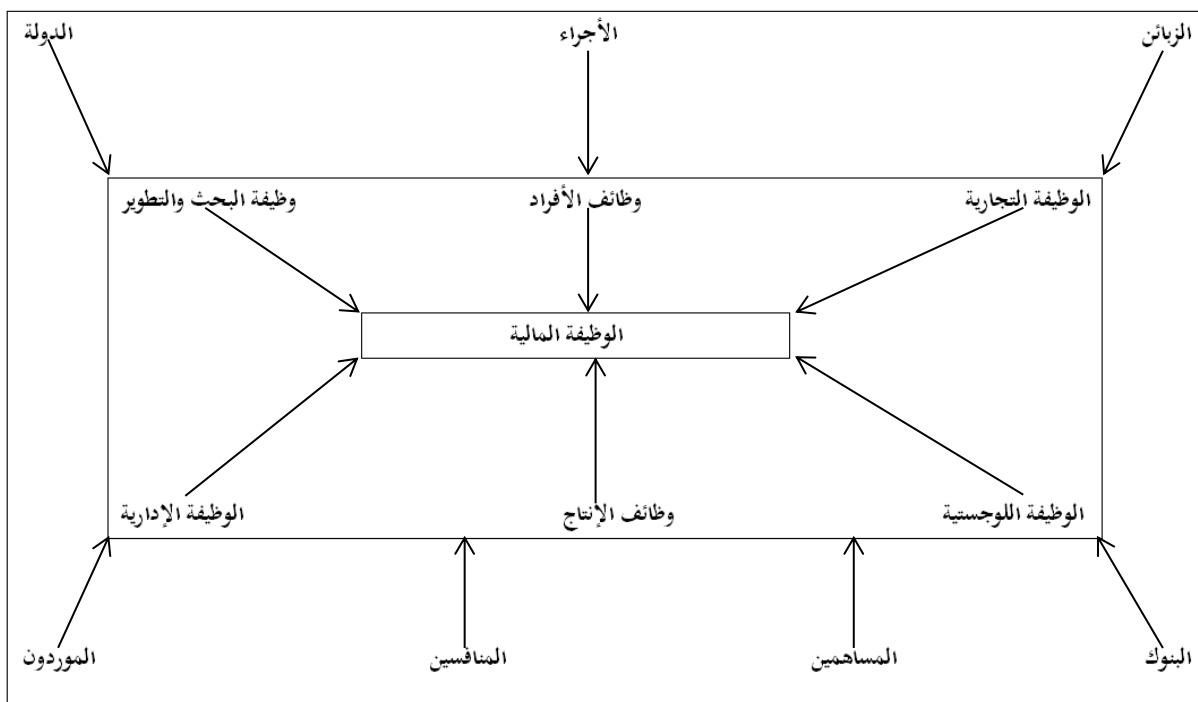 الزبائن
الأجراء
الدولة
الوظيفة التجارية
وظائف الأفراد
وظيفة البحث والتطوير
الوظيفة المالية
الوظيفة اللوجستية
وظائف الإنتاج
الوظيفة الإدارية
البنوك
المساهمين
المنافسين
الموردون